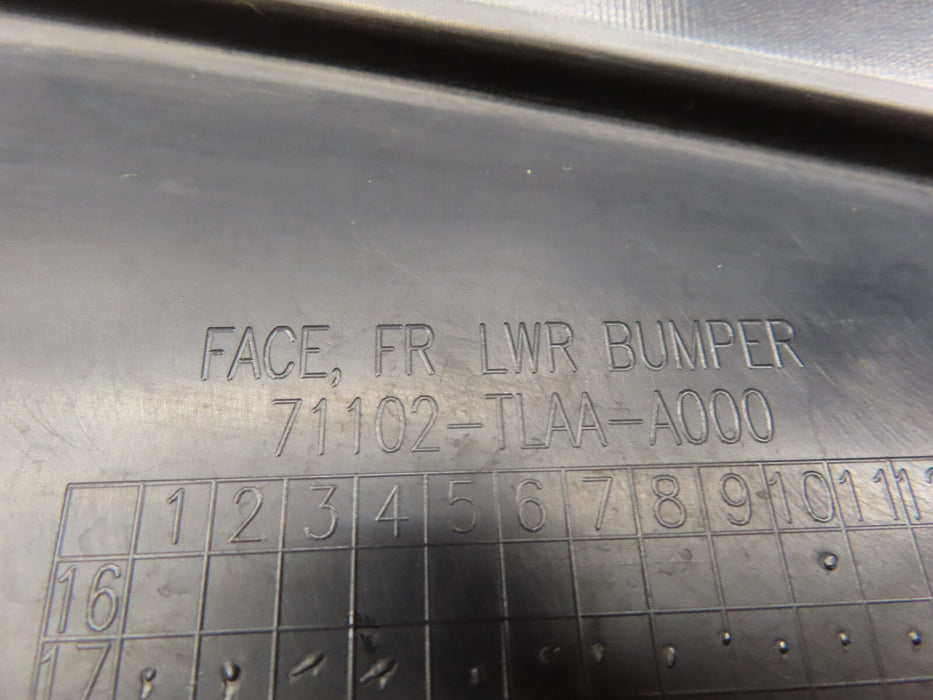 FACE, FR LWR BUMPER
71102-TLAA-A000
1 2 3 4 5 6 7 8 9 10 11
16
17